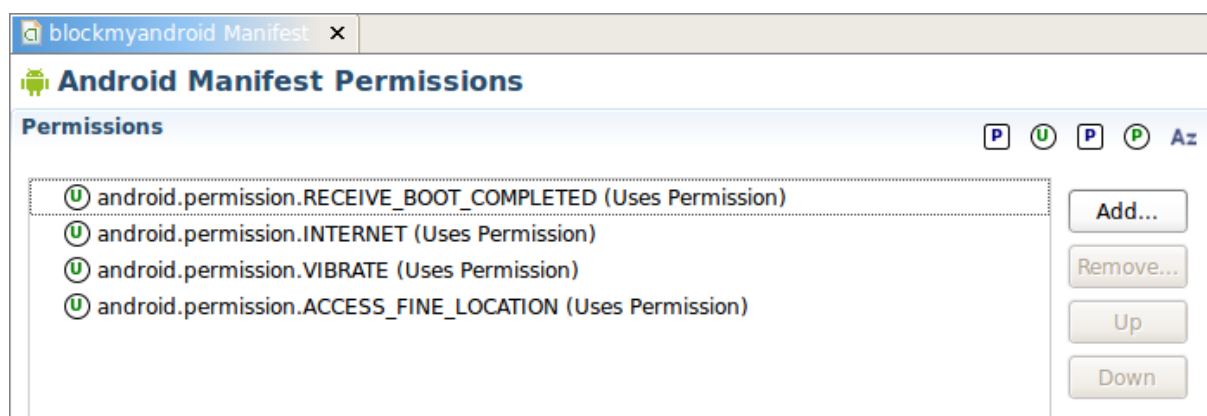 blockmyandroid Manifest
Android Manifest Permissions
Permissions
P U P P Az
U android.permission.RECEIVE_BOOT_COMPLETED (Uses Permission)
U android.permission.INTERNET (Uses Permission)
U android.permission.VIBRATE (Uses Permission)
U android.permission.ACCESS_FINE_LOCATION (Uses Permission)
Add...
Remove...
Up
Down